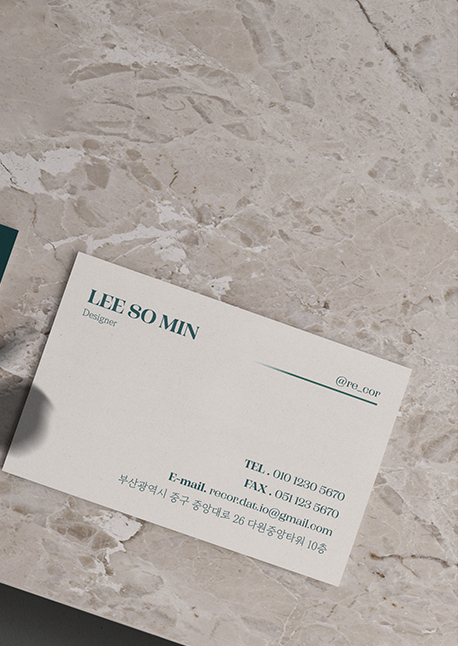 LEE SO MIN
Designer
@re_cor
TEL . 010 1230 5670
FAX . 051 123 5670
E-mail. recor.dat.io@gmail.com
부산광역시 중구 중앙대로 26 다원중앙타워 10층